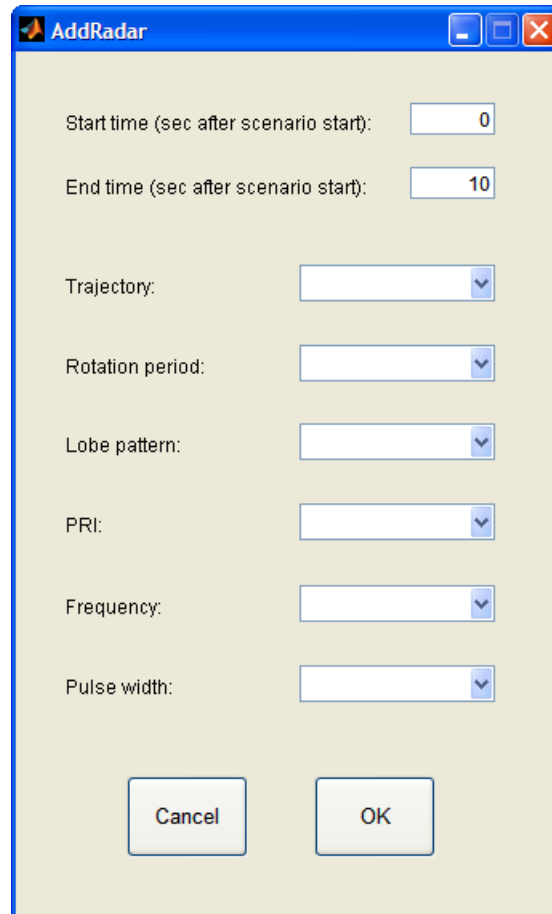 AddRadar
Start time (sec after scenario start): 0
End time (sec after scenario start): 10
Trajectory:
Rotation period:
Lobe pattern:
PRI:
Frequency:
Pulse width:
Cancel OK